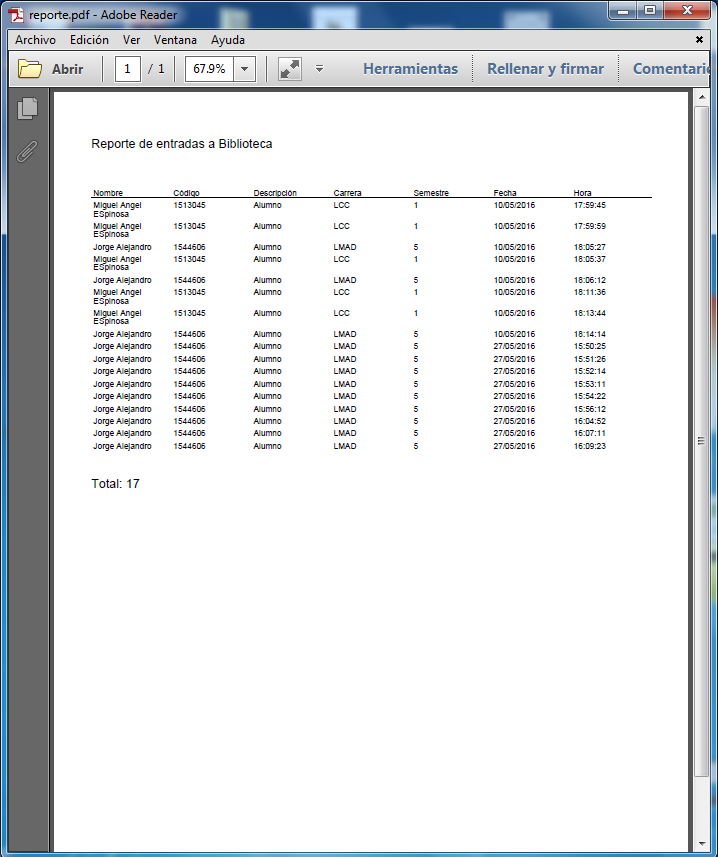 reporte.pdf - Adobe Reader
Archivo Edición Ver Ventana Ayuda
Abrir 1 / 1 67.9% Herramientas Rellenar y firmar Comentari
Reporte de entradas a Biblioteca
Nombre Código Descripción Carrera Semestre Fecha Hora
Miguel Angel 1513045 Alumno LCC 1 10/05/2016 17:59:45
ESpinosa
Miguel Angel 1513045 Alumno LCC 1 10/05/2016 17:59:59
ESpinosa
Jorge Alejandro 1544606 Alumno LMAD 5 10/05/2016 18:05:27
Miguel Angel 1513045 Alumno LCC 1 10/05/2016 18:05:37
ESpinosa
Jorge Alejandro 1544606 Alumno LMAD 5 10/05/2016 18:06:12
Miguel Angel 1513045 Alumno LCC 1 10/05/2016 18:11:36
ESpinosa
Miguel Angel 1513045 Alumno LCC 1 10/05/2016 18:13:44
ESpinosa
Jorge Alejandro 1544606 Alumno LMAD 5 10/05/2016 18:14:14
Jorge Alejandro 1544606 Alumno LMAD 5 27/05/2016 15:50:25
Jorge Alejandro 1544606 Alumno LMAD 5 27/05/2016 15:51:26
Jorge Alejandro 1544606 Alumno LMAD 5 27/05/2016 15:52:14
Jorge Alejandro 1544606 Alumno LMAD 5 27/05/2016 15:53:11
Jorge Alejandro 1544606 Alumno LMAD 5 27/05/2016 15:54:22
Jorge Alejandro 1544606 Alumno LMAD 5 27/05/2016 15:56:12
Jorge Alejandro 1544606 Alumno LMAD 5 27/05/2016 16:04:52
Jorge Alejandro 1544606 Alumno LMAD 5 27/05/2016 16:07:11
Jorge Alejandro 1544606 Alumno LMAD 5 27/05/2016 16:09:23
Total: 17